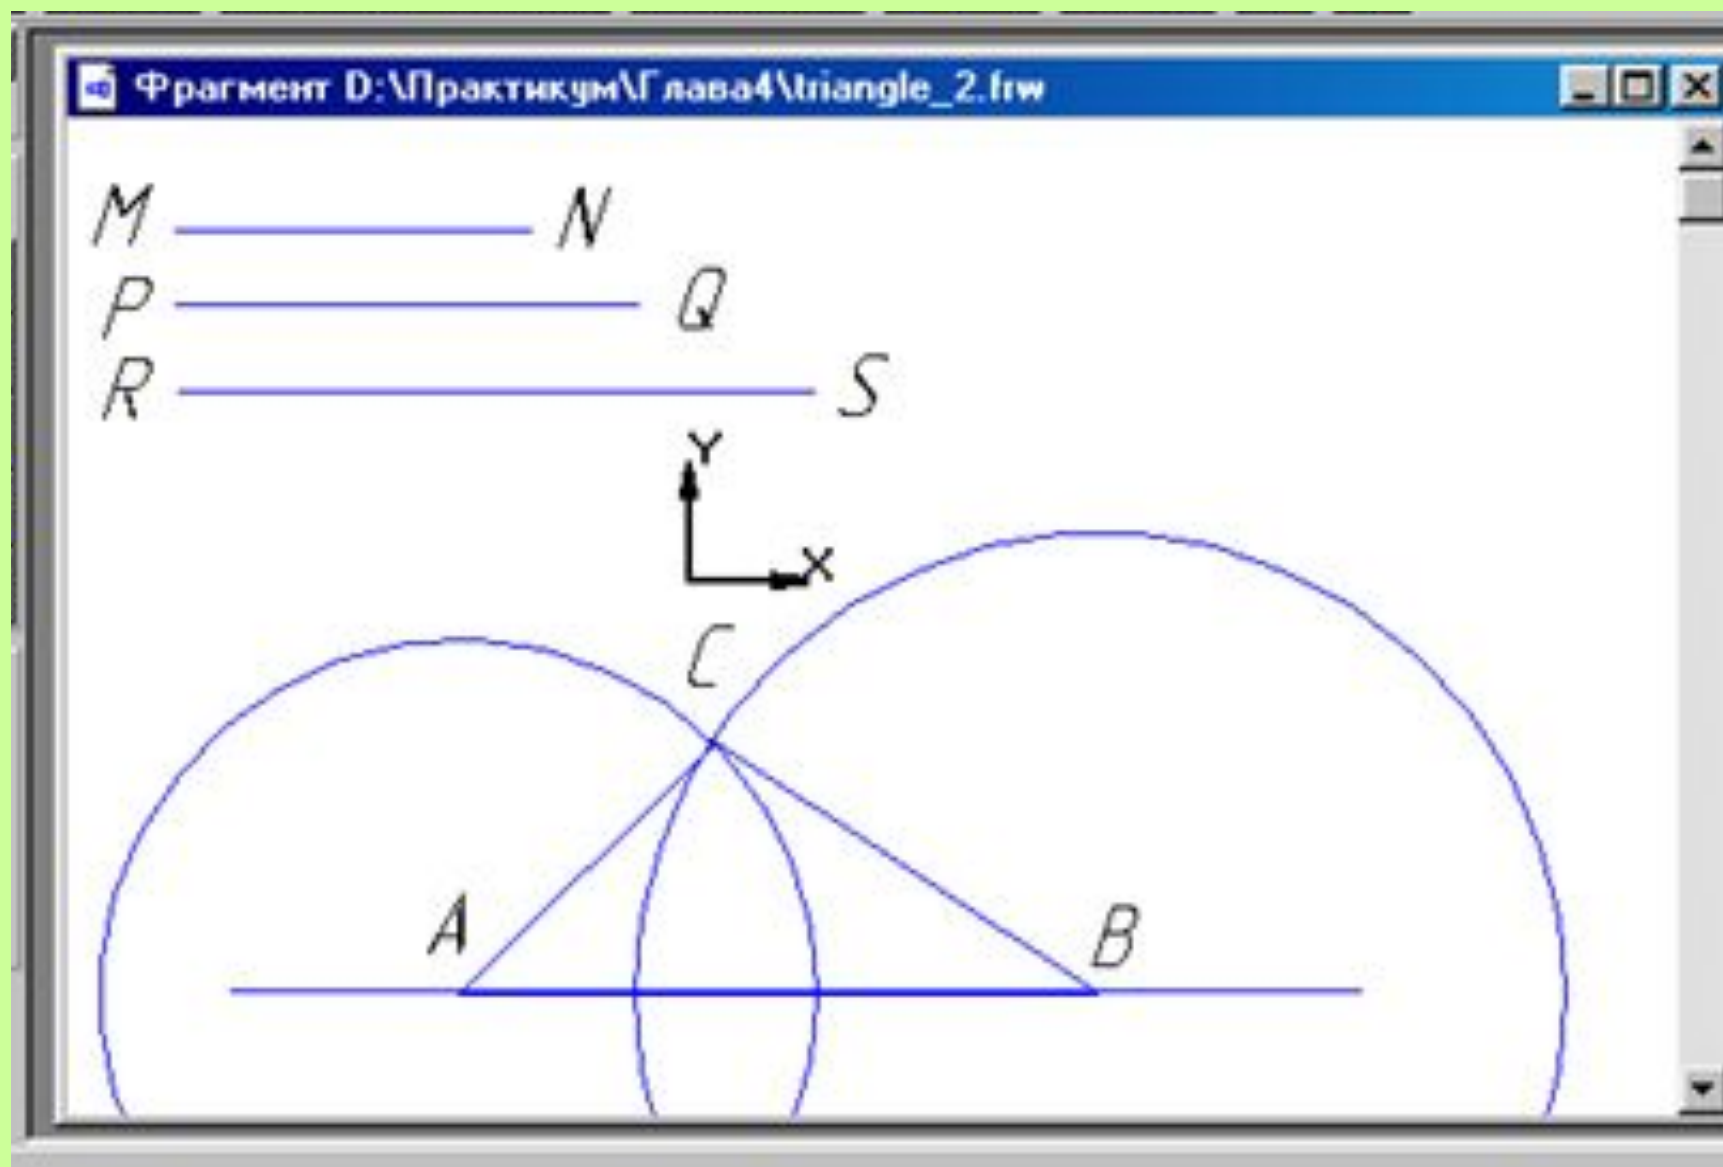 Фрагмент D:\Практикум\Глава4\triangle_2.frw
M N
P Q
R S
Y
X
C
A B